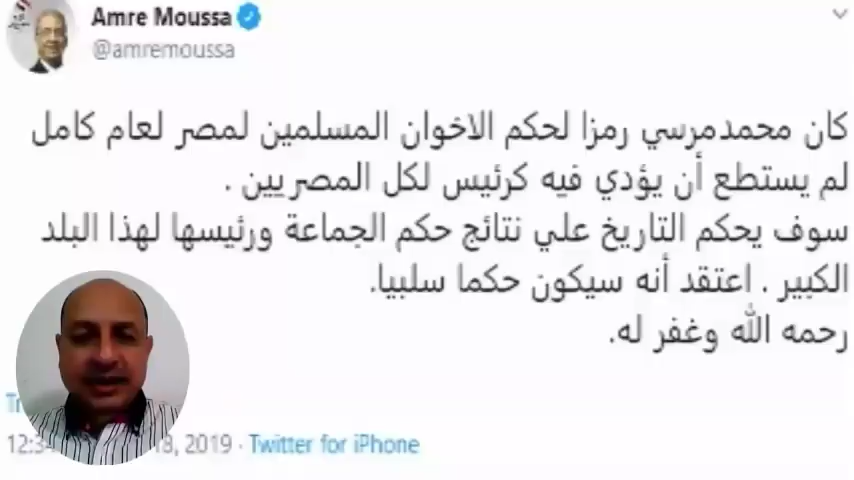 Amre Moussa
@amremoussa
كان محمدمرسي رمزا لحكم الاخوان المسلمين لمصر لعام كامل
لم يستطع أن يؤدي فيه كرئيس لكل المصريين .
سوف يحكم التاريخ علي نتائج حكم الجماعة ورئيسها لهذا البلد
الكبير . اعتقد أنه سيكون حكما سلبيا.
رحمه الله وغفر له.
2019 · Twitter for iPhone